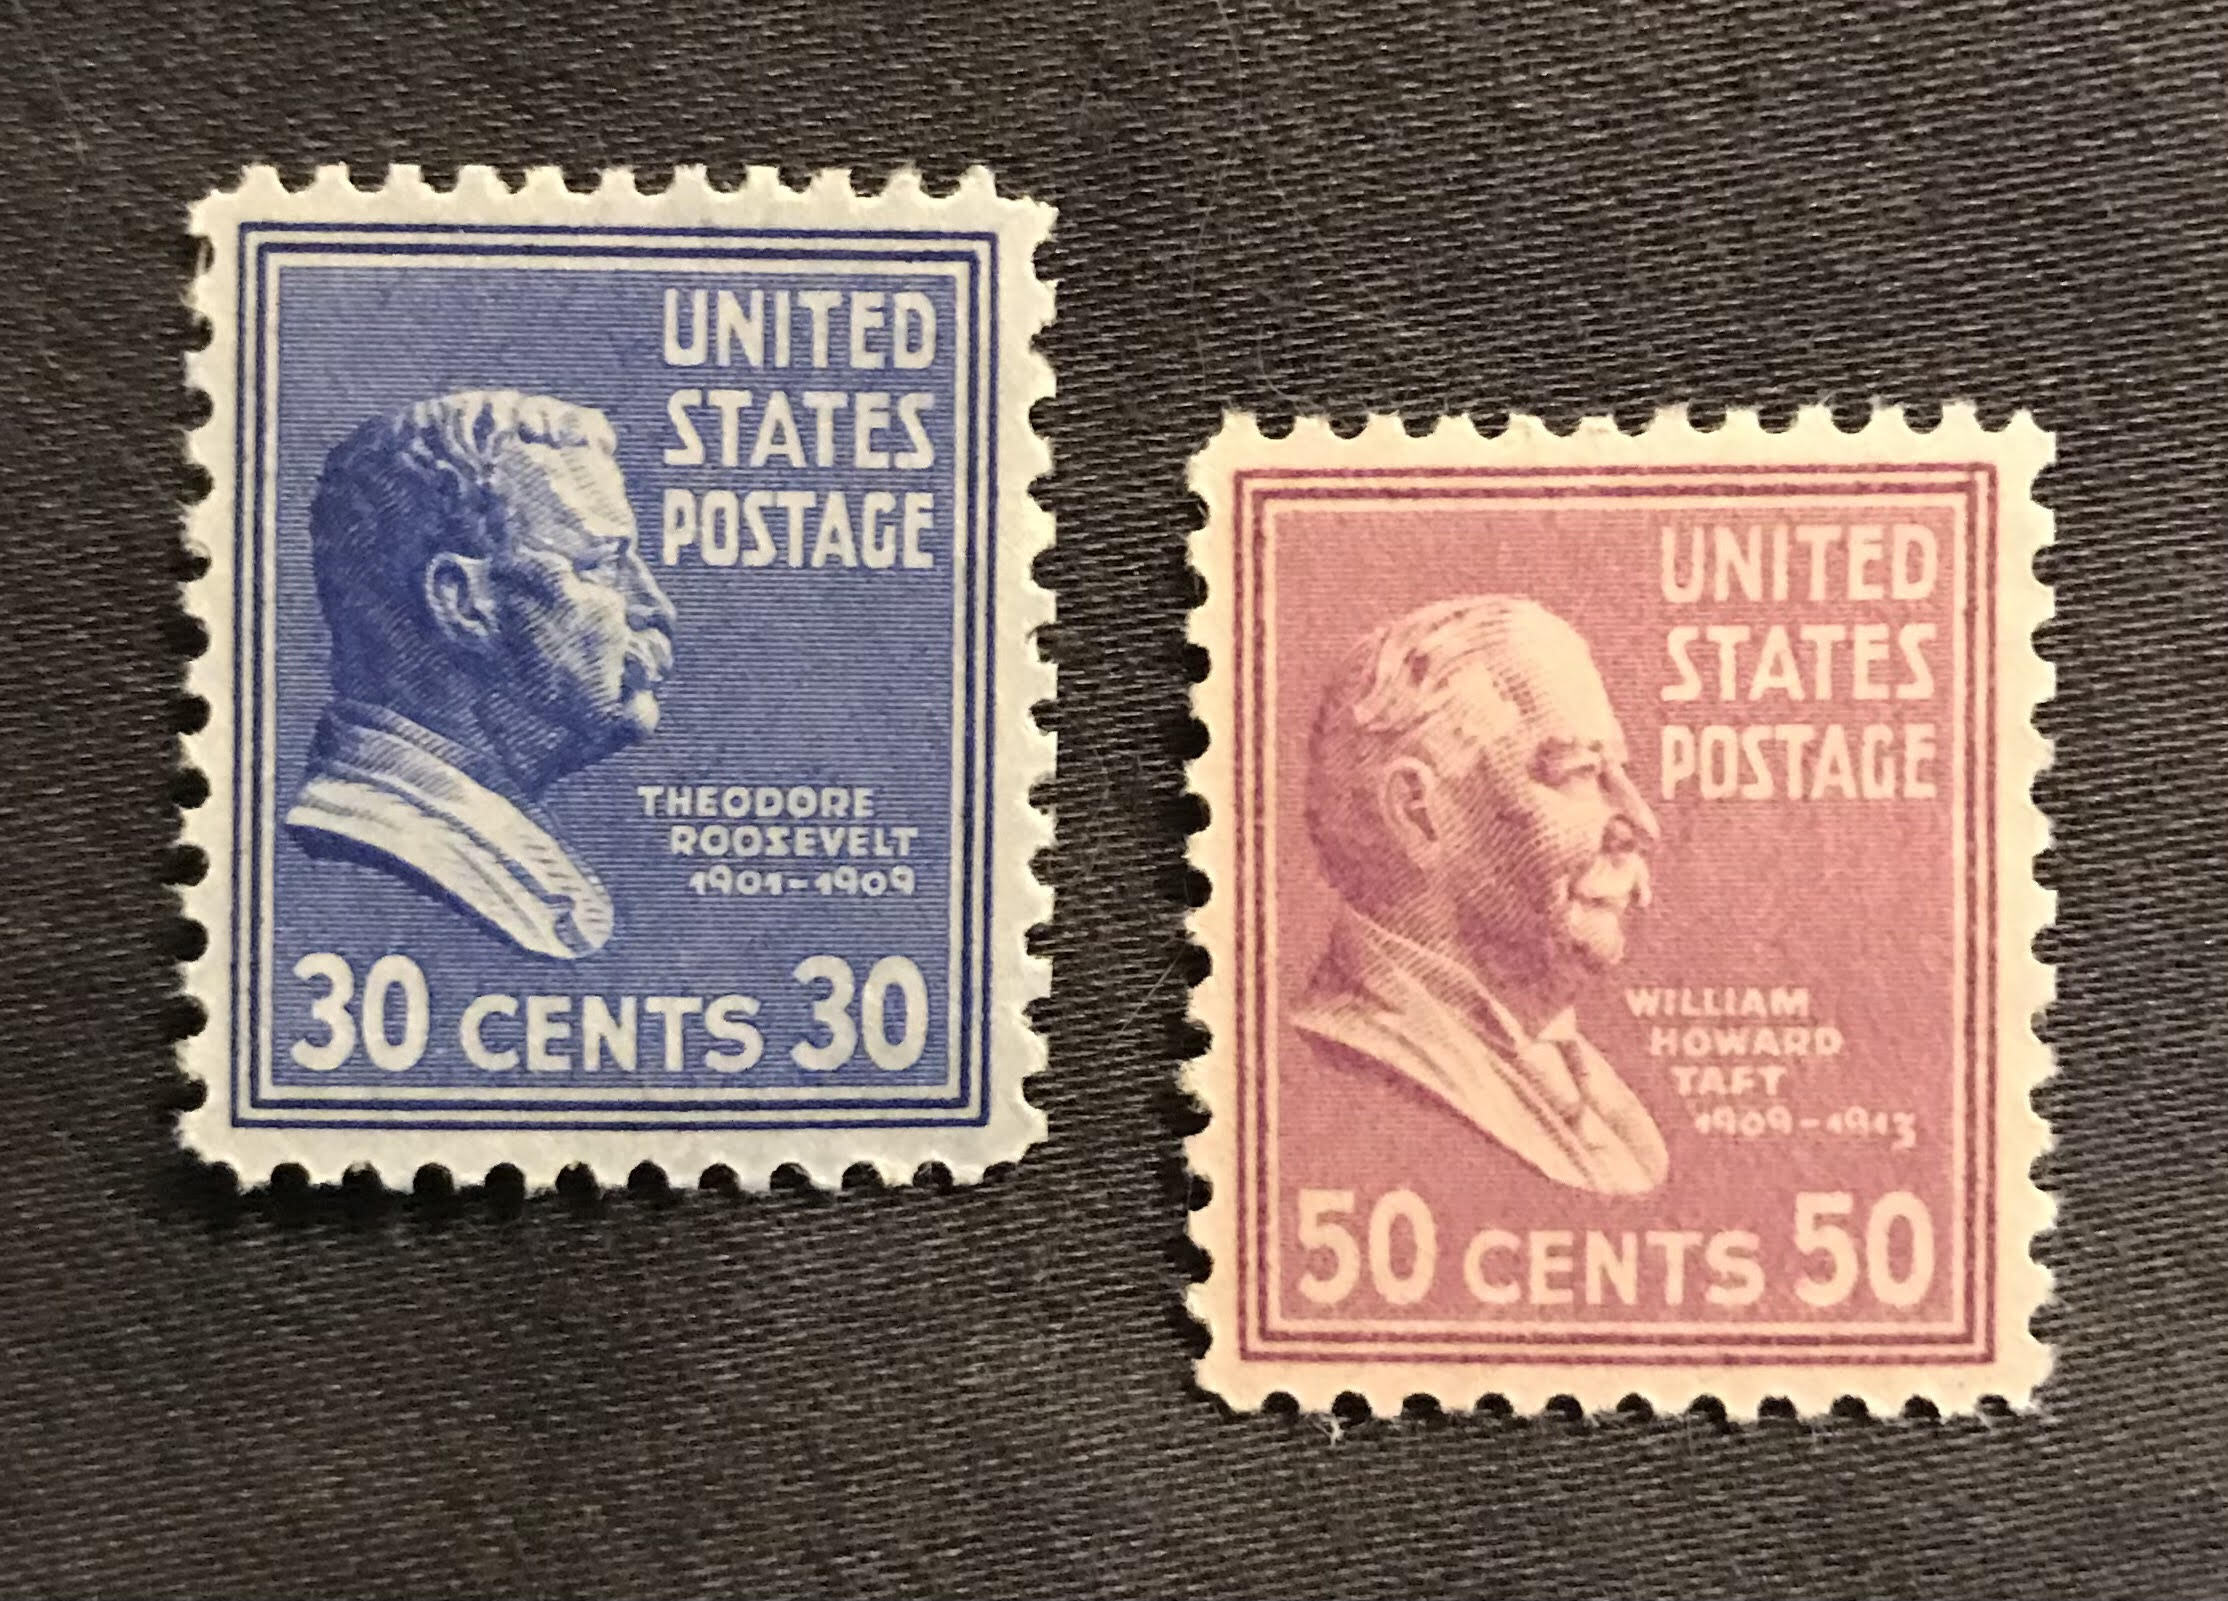 UNITED
STATES
POSTAGE
THEODORE
ROOSEVELT
1901-1909
30 CENTS 30
UNITED
STATES
POSTAGE
WILLIAM
HOWARD
TAFT
1909-1913
50 CENTS 50